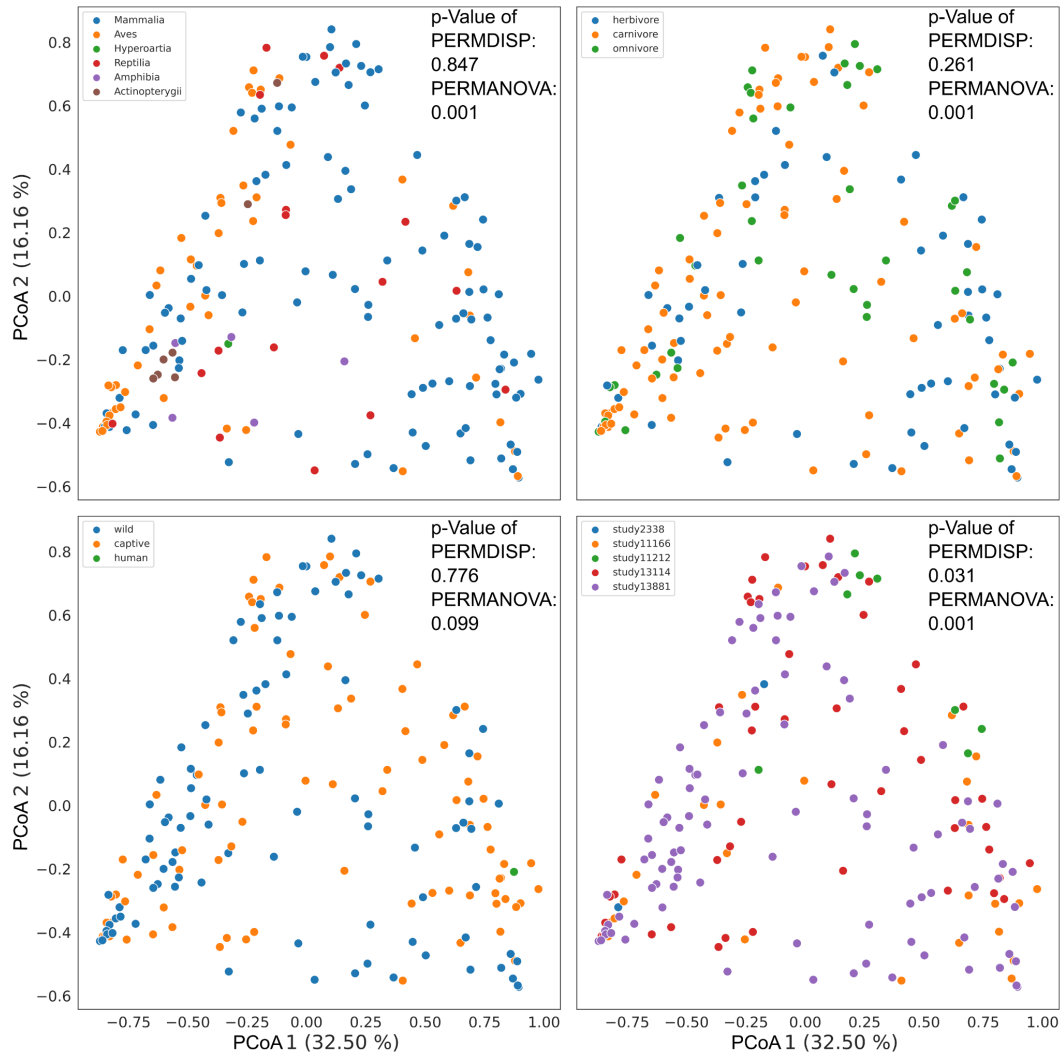 Mammalia
Aves
Hyperoartia
Reptilia
Amphibia
Actinopterygii
p-Value of
PERMDISP:
0.847
PERMANOVA:
0.001
0.8
0.6
0.4
0.2
0.0
−0.2
−0.4
−0.6
PCoA 2 (16.16 %)
herbivore
carnivore
omnivore
p-Value of
PERMDISP:
0.261
PERMANOVA:
0.001
wild
captive
human
p-Value of
PERMDISP:
0.776
PERMANOVA:
0.099
0.8
0.6
0.4
0.2
0.0
−0.2
−0.4
−0.6
PCoA 2 (16.16 %)
−0.75 −0.50 −0.25 0.00 0.25 0.50 0.75 1.00
PCoA 1 (32.50 %)
study2338
study11166
study11212
study13114
study13881
p-Value of
PERMDISP:
0.031
PERMANOVA:
0.001
−0.75 −0.50 −0.25 0.00 0.25 0.50 0.75 1.00
PCoA 1 (32.50 %)